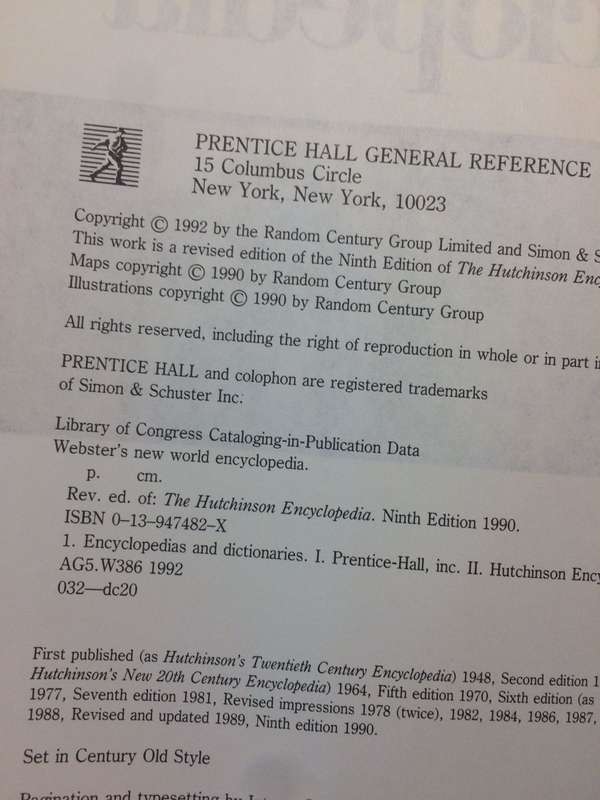 PRENTICE HALL GENERAL REFERENCE
15 Columbus Circle
New York, New York, 10023
Copyright © 1992 by the Random Century Group Limited and Simon & S
This work is a revised edition of the Ninth Edition of The Hutchinson Ency
Maps copyright © 1990 by Random Century Group
Illustrations copyright © 1990 by Random Century Group
All rights reserved, including the right of reproduction in whole or in part i
PRENTICE HALL and colophon are registered trademarks
of Simon & Schuster Inc.
Library of Congress Cataloging-in-Publication Data
Webster's new world encyclopedia.
p. cm.
Rev. ed. of: The Hutchinson Encyclopedia. Ninth Edition 1990.
ISBN 0-13-947482-X
1. Encyclopedias and dictionaries. I. Prentice-Hall, inc. II. Hutchinson Ency
AG5.W386 1992
032—dc20
First published (as Hutchinson's Twentieth Century Encyclopedia) 1948, Second edition 1
Hutchinson's New 20th Century Encyclopedia) 1964, Fifth edition 1970, Sixth edition (as
1977, Seventh edition 1981, Revised impressions 1978 (twice), 1982, 1984, 1986, 1987,
1988, Revised and updated 1989, Ninth edition 1990.
Set in Century Old Style
Pagination and typesetting by